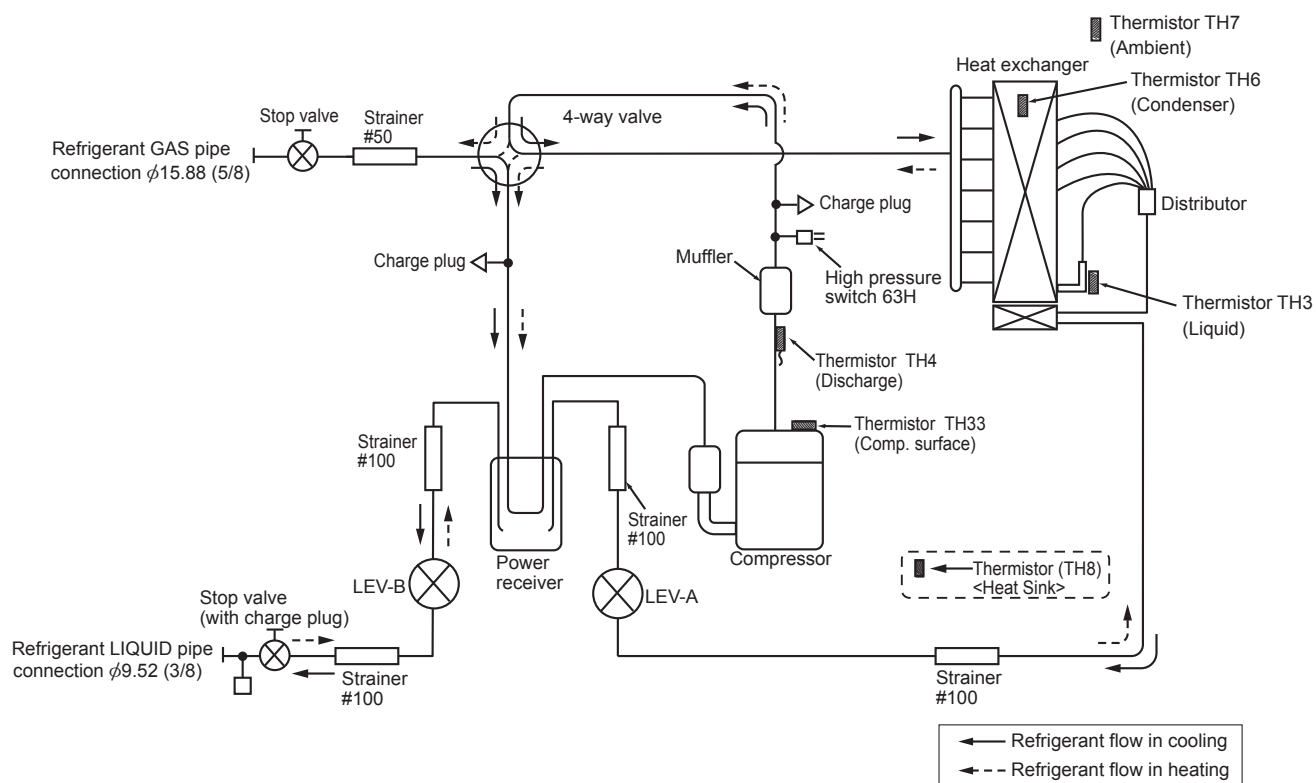 Thermistor TH7
(Ambient)
Heat exchanger
Thermistor TH6
(Condenser)
Stop valve
Strainer
#50
4-way valve
Refrigerant GAS pipe
connection ϕ15.88 (5/8)
Charge plug
Distributor
Charge plug
Muffler
High pressure
switch 63H
Thermistor TH3
(Liquid)
Thermistor TH4
(Discharge)
Thermistor TH33
(Comp. surface)
Strainer
#100
Strainer
#100
Power
receiver
Compressor
LEV-B
LEV-A
Thermistor (TH8)
<Heat Sink>
Stop valve
(with charge plug)
Refrigerant LIQUID pipe
connection ϕ9.52 (3/8)
Strainer
#100
Strainer
#100
Refrigerant flow in cooling
Refrigerant flow in heating